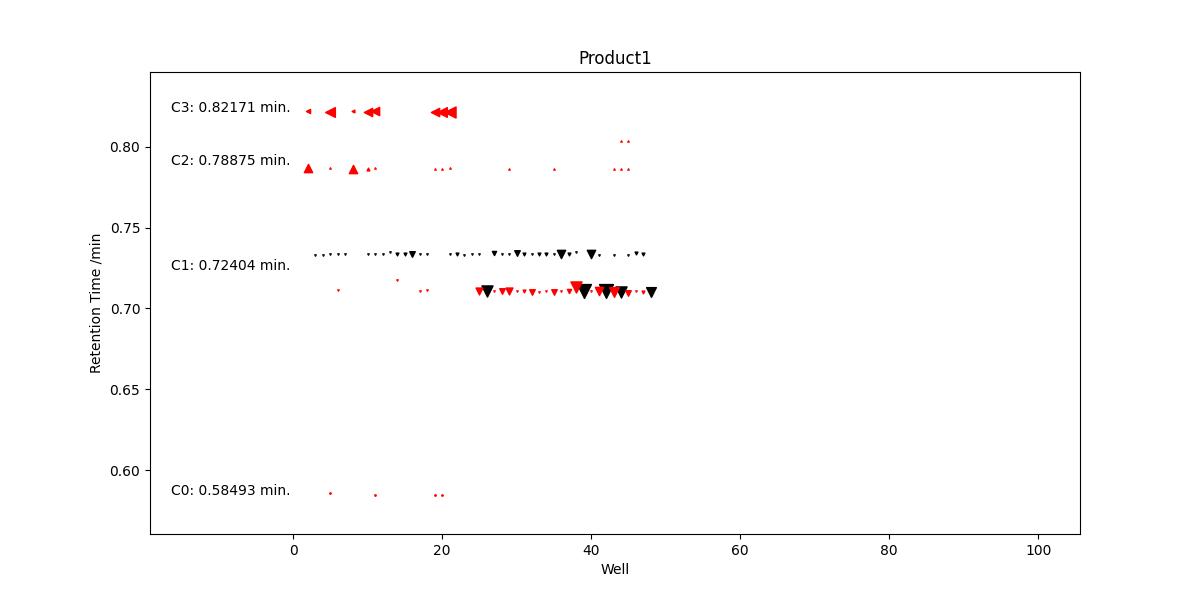 Product1
C3: 0.82171 min.
0.80
C2: 0.78875 min.
0.75
C1: 0.72404 min.
0.70
Retention Time /min
0.65
0.60
C0: 0.58493 min.
0 20 40 60 80 100
Well